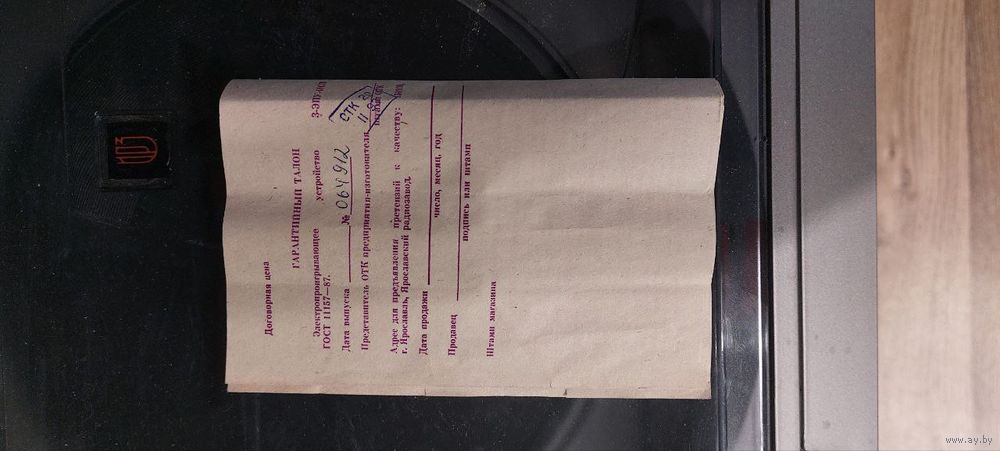 Договорная цена
ГАРАНТИЙНЫЙ ТАЛОН
Электропроигрывающее устройство
ГОСТ 11157—87.
Дата выпуска № 064912
Представитель ОТК предприятия-изготовителя
СТК
Адрес для предъявления претензий к качеству:
г. Ярославль, Ярославский радиозавод.
Дата продажи
число, месяц, год
Продавец
подпись или штамп
Штамп магазина
ЯРЗ
www.ay.by